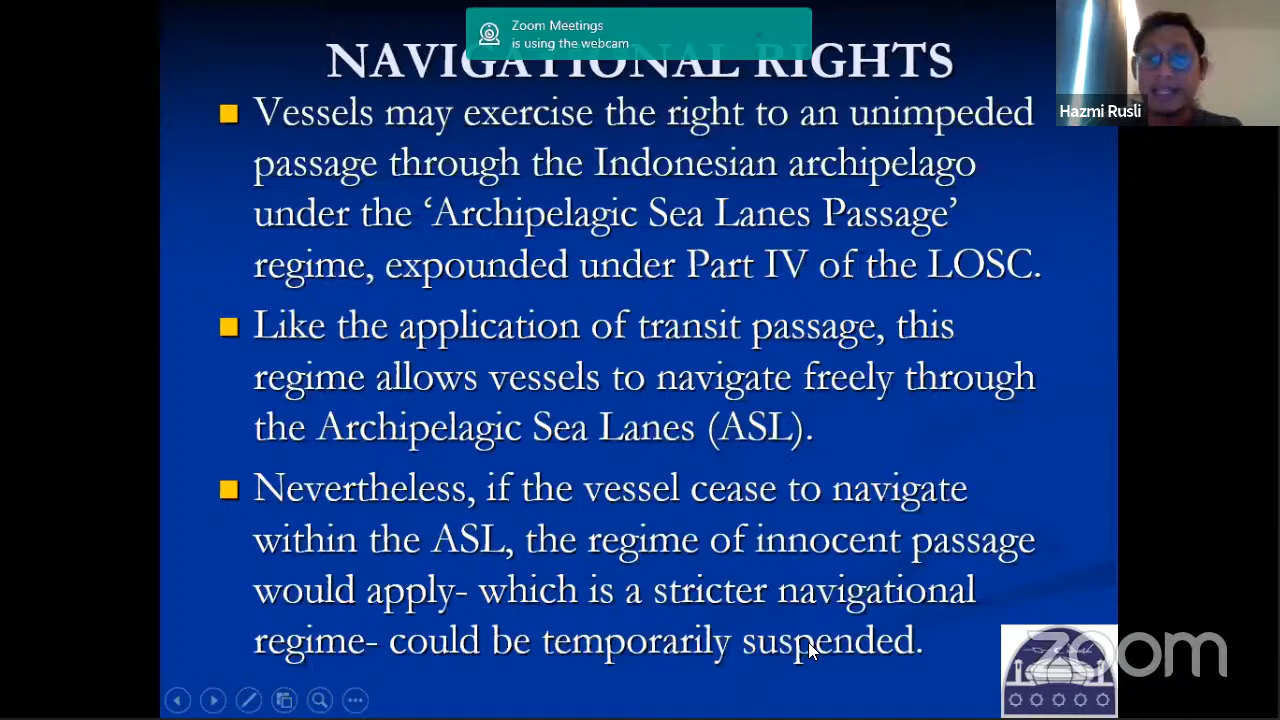 Zoom Meetings
is using the webcam
NAVIGATIONAL RIGHTS
Hazmi Rusli
Vessels may exercise the right to an unimpeded
passage through the Indonesian archipelago
under the ‘Archipelagic Sea Lanes Passage’
regime, expounded under Part IV of the LOSC.
Like the application of transit passage, this
regime allows vessels to navigate freely through
the Archipelagic Sea Lanes (ASL).
Nevertheless, if the vessel cease to navigate
within the ASL, the regime of innocent passage
would apply- which is a stricter navigational
regime- could be temporarily suspended.
zoom